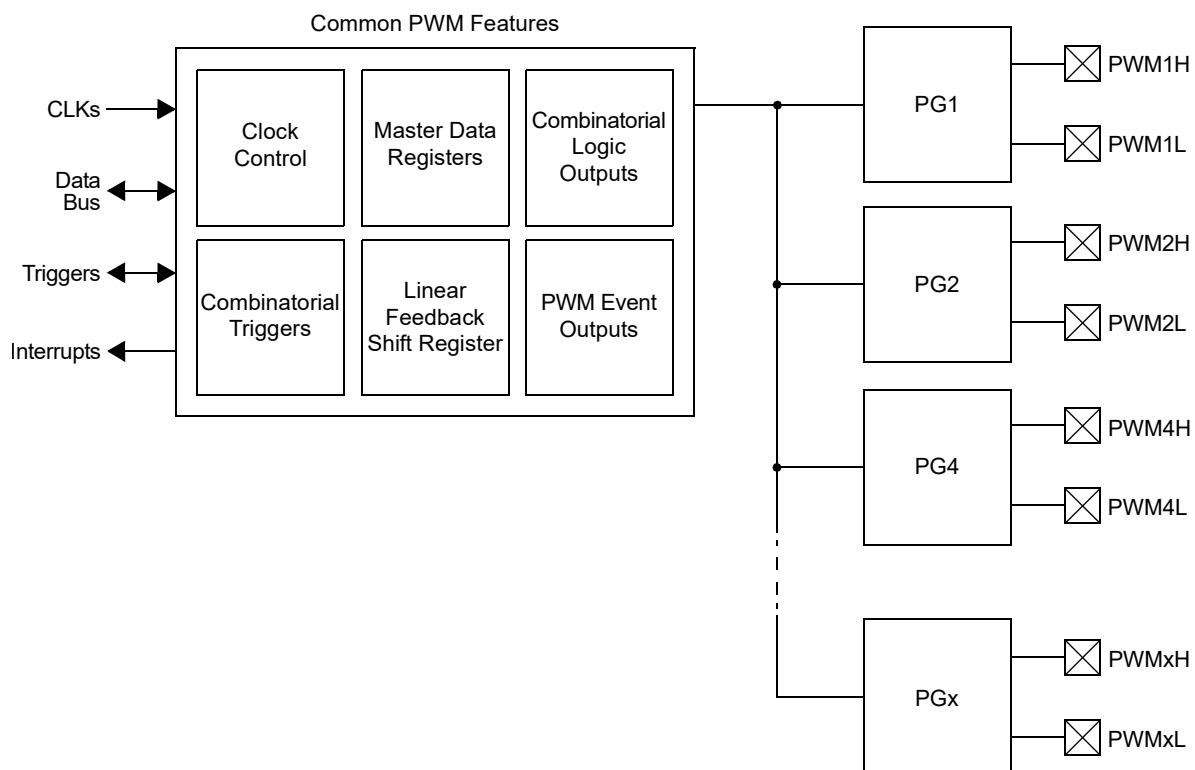 Common PWM Features
CLKs
Data
Bus
Triggers
Interrupts
Clock
Control
Master Data
Registers
Combinatorial
Logic
Outputs
Combinatorial
Triggers
Linear
Feedback
Shift Register
PWM Event
Outputs
PG1
PWM1H
PWM1L
PG2
PWM2H
PWM2L
PG4
PWM4H
PWM4L
PGx
PWMxH
PWMxL